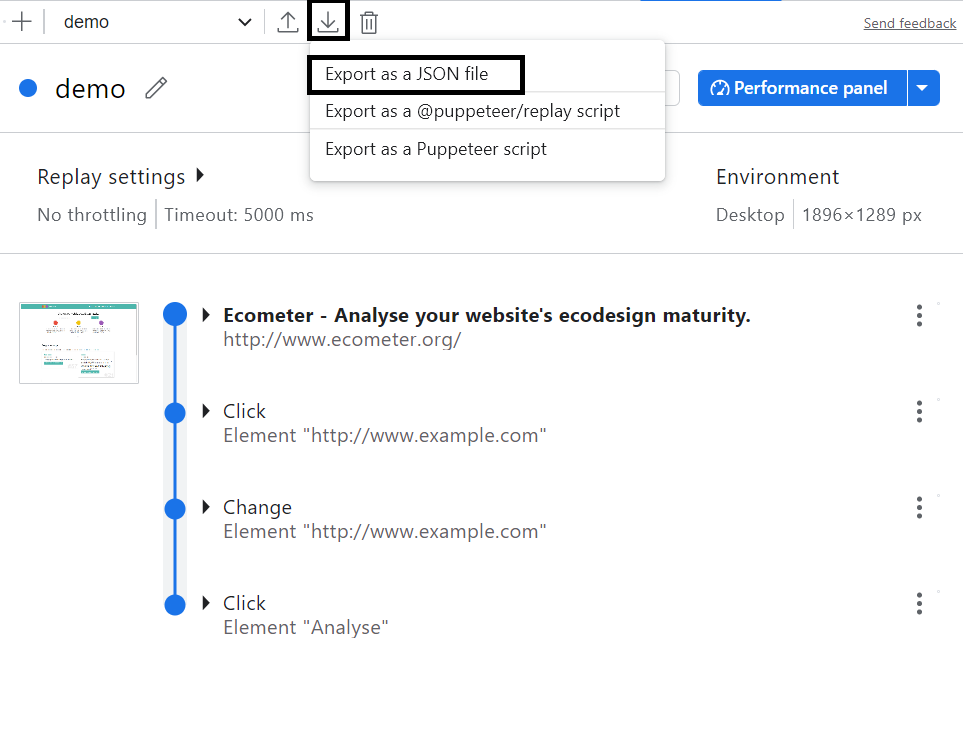 demo
Send feedback
demo
Export as a JSON file
Export as a @puppeteer/replay script
Export as a Puppeteer script
Performance panel
Replay settings
No throttling
Timeout: 5000 ms
Environment
Desktop
1896×1289 px
Ecometer - Analyse your website's ecodesign maturity.
http://www.ecometer.org/
Click
Element "http://www.example.com"
Change
Element "http://www.example.com"
Click
Element "Analyse"